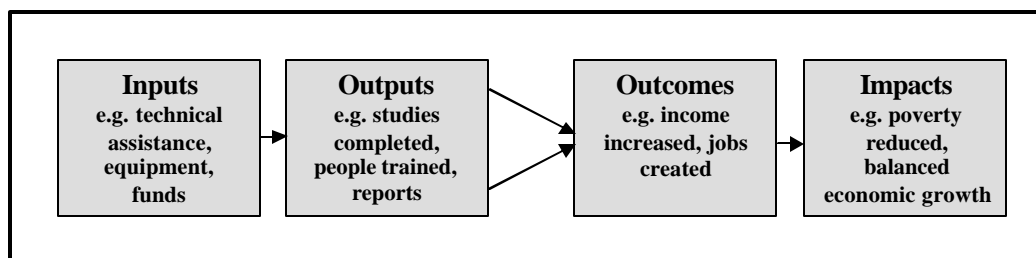 Inputs
e.g. technical
assistance,
equipment,
funds
Outputs
e.g. studies
completed,
people trained,
reports
Outcomes
e.g. income
increased, jobs
created
Impacts
e.g. poverty
reduced,
balanced
economic growth